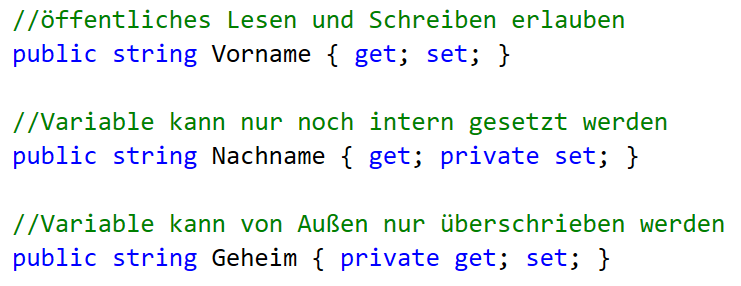 //öffentliches Lesen und Schreiben erlauben
public string Vorname { get; set; }
//Variable kann nur noch intern gesetzt werden
public string Nachname { get; private set; }
//Variable kann von Außen nur überschrieben werden
public string Geheim { private get; set; }